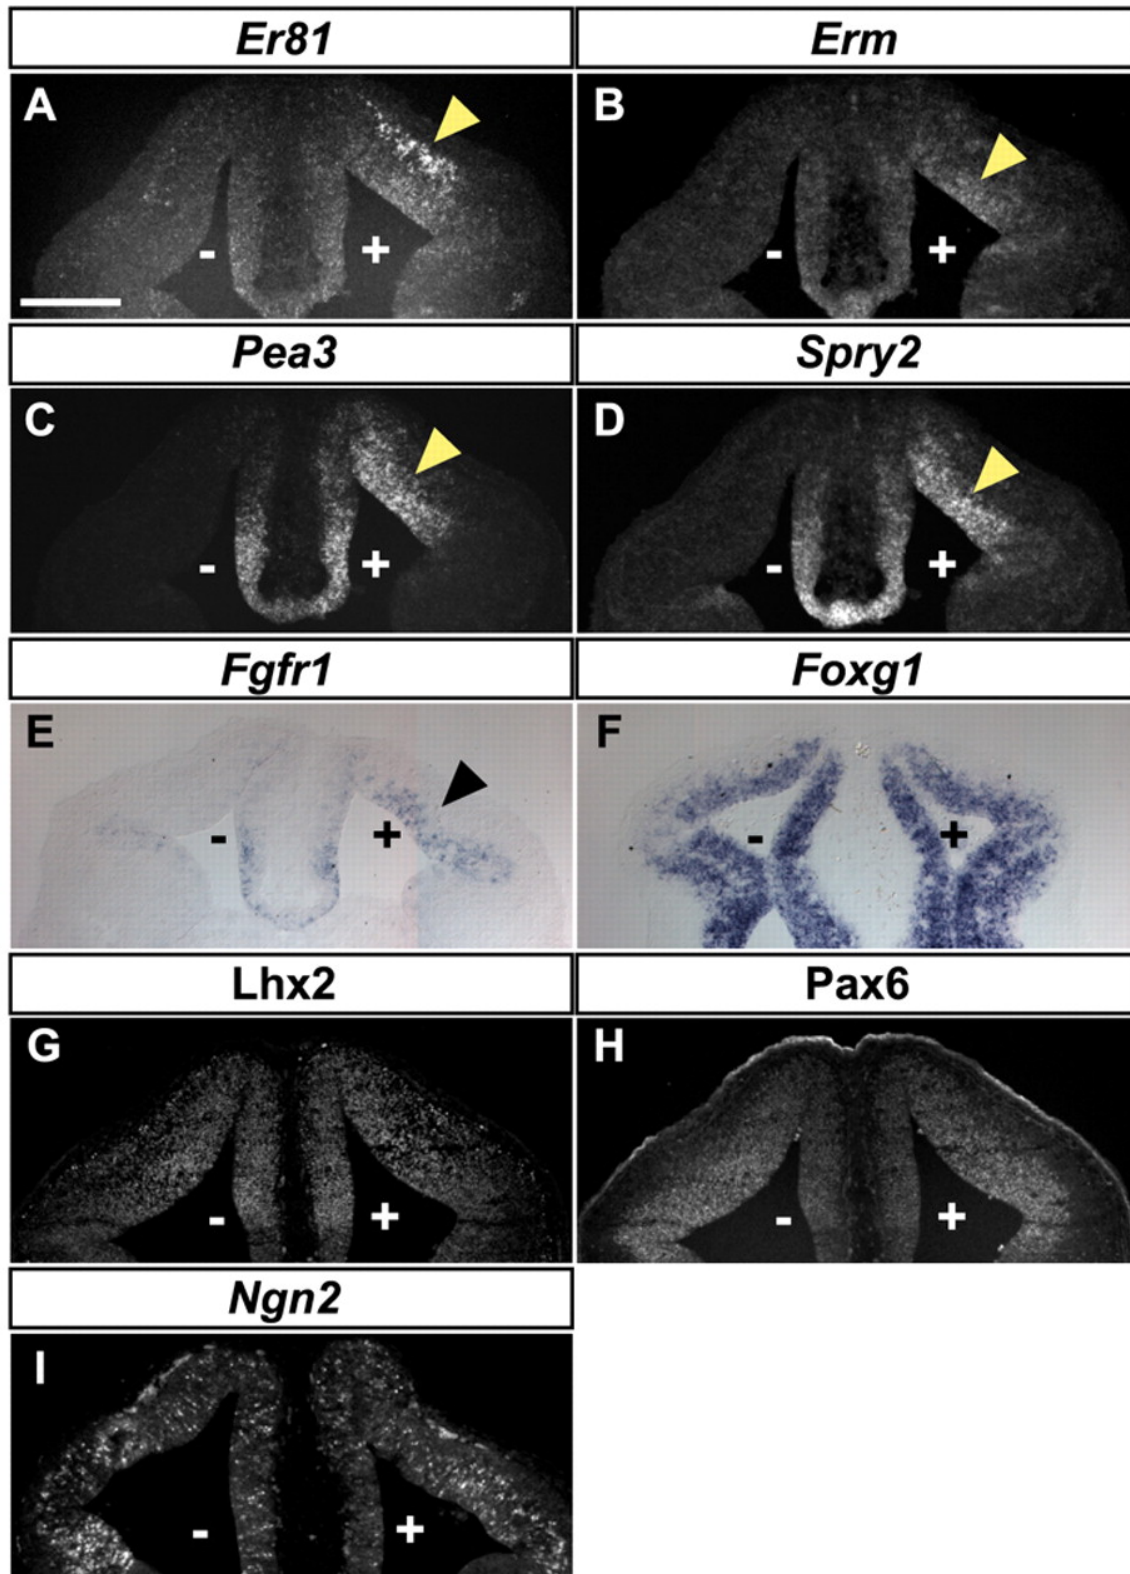 Er81 Erm
A B
- + - +
Pea3 Spry2
C D
- + - +
Fgfr1 Foxg1
E F
- + - +
Lhx2 Pax6
G H
- + - +
Ngn2
I
- +